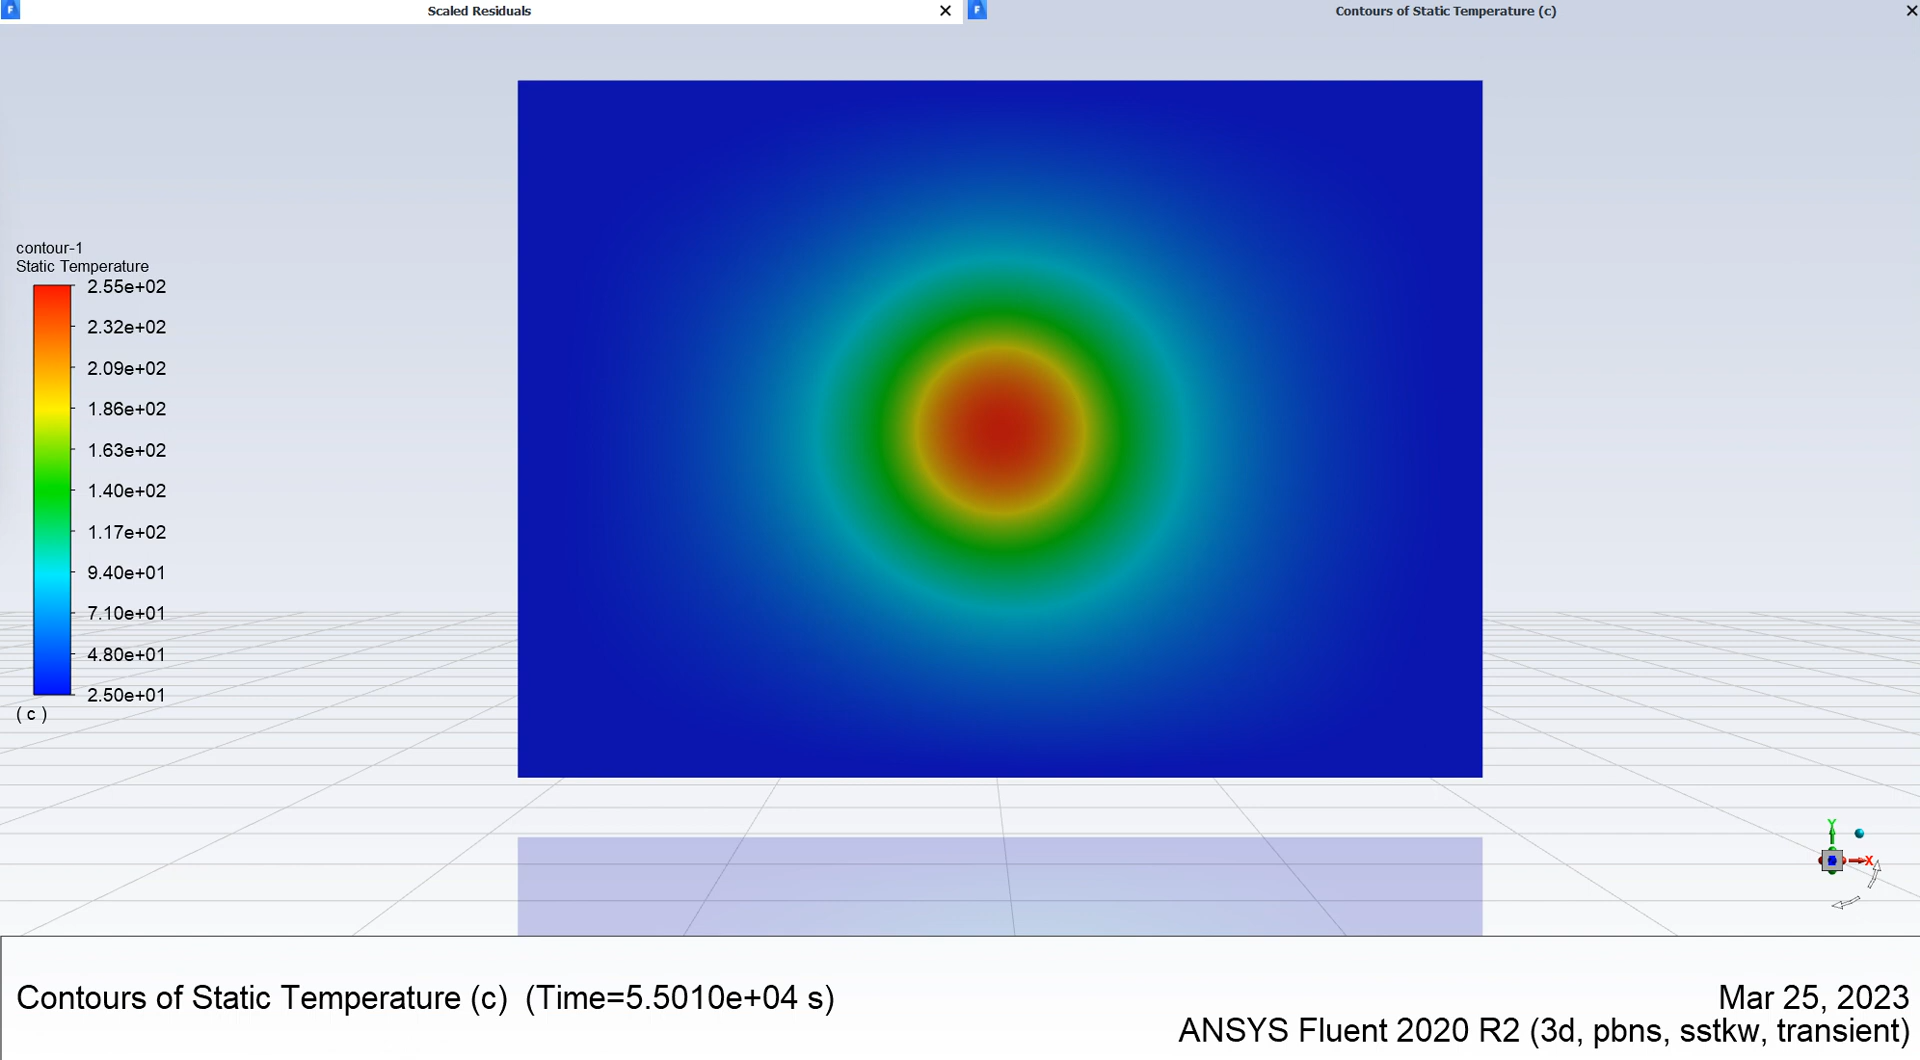 Scaled Residuals
Contours of Static Temperature (c)
contour-1
Static Temperature
2.55e+02
2.32e+02
2.09e+02
1.86e+02
1.63e+02
1.40e+02
1.17e+02
9.40e+01
7.10e+01
4.80e+01
2.50e+01
( c )
Y
X
Contours of Static Temperature (c) (Time=5.5010e+04 s)
Mar 25, 2023
ANSYS Fluent 2020 R2 (3d, pbns, sstkw, transient)